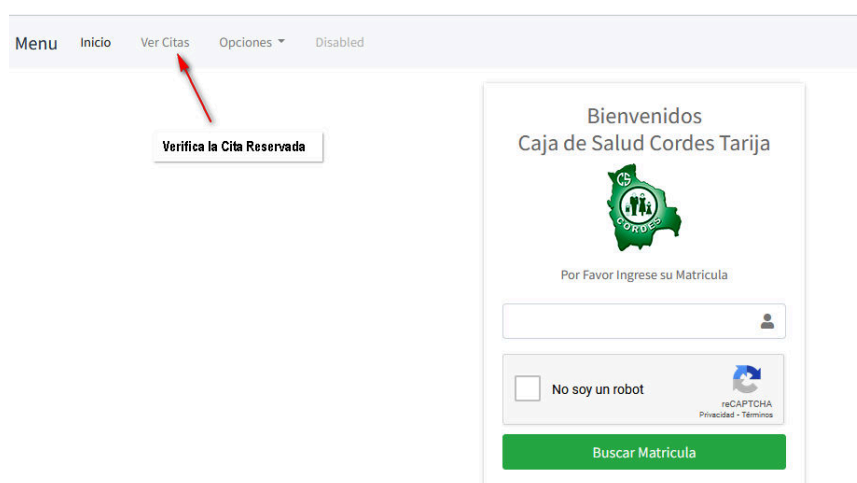 Menu Inicio Ver Citas Opciones Disabled
Verifica la Cita Reservada
Bienvenidos
Caja de Salud Cordes Tarija
CS
CORDES
Por Favor Ingrese su Matricula
No soy un robot
reCAPTCHA
Privacidad - Términos
Buscar Matricula